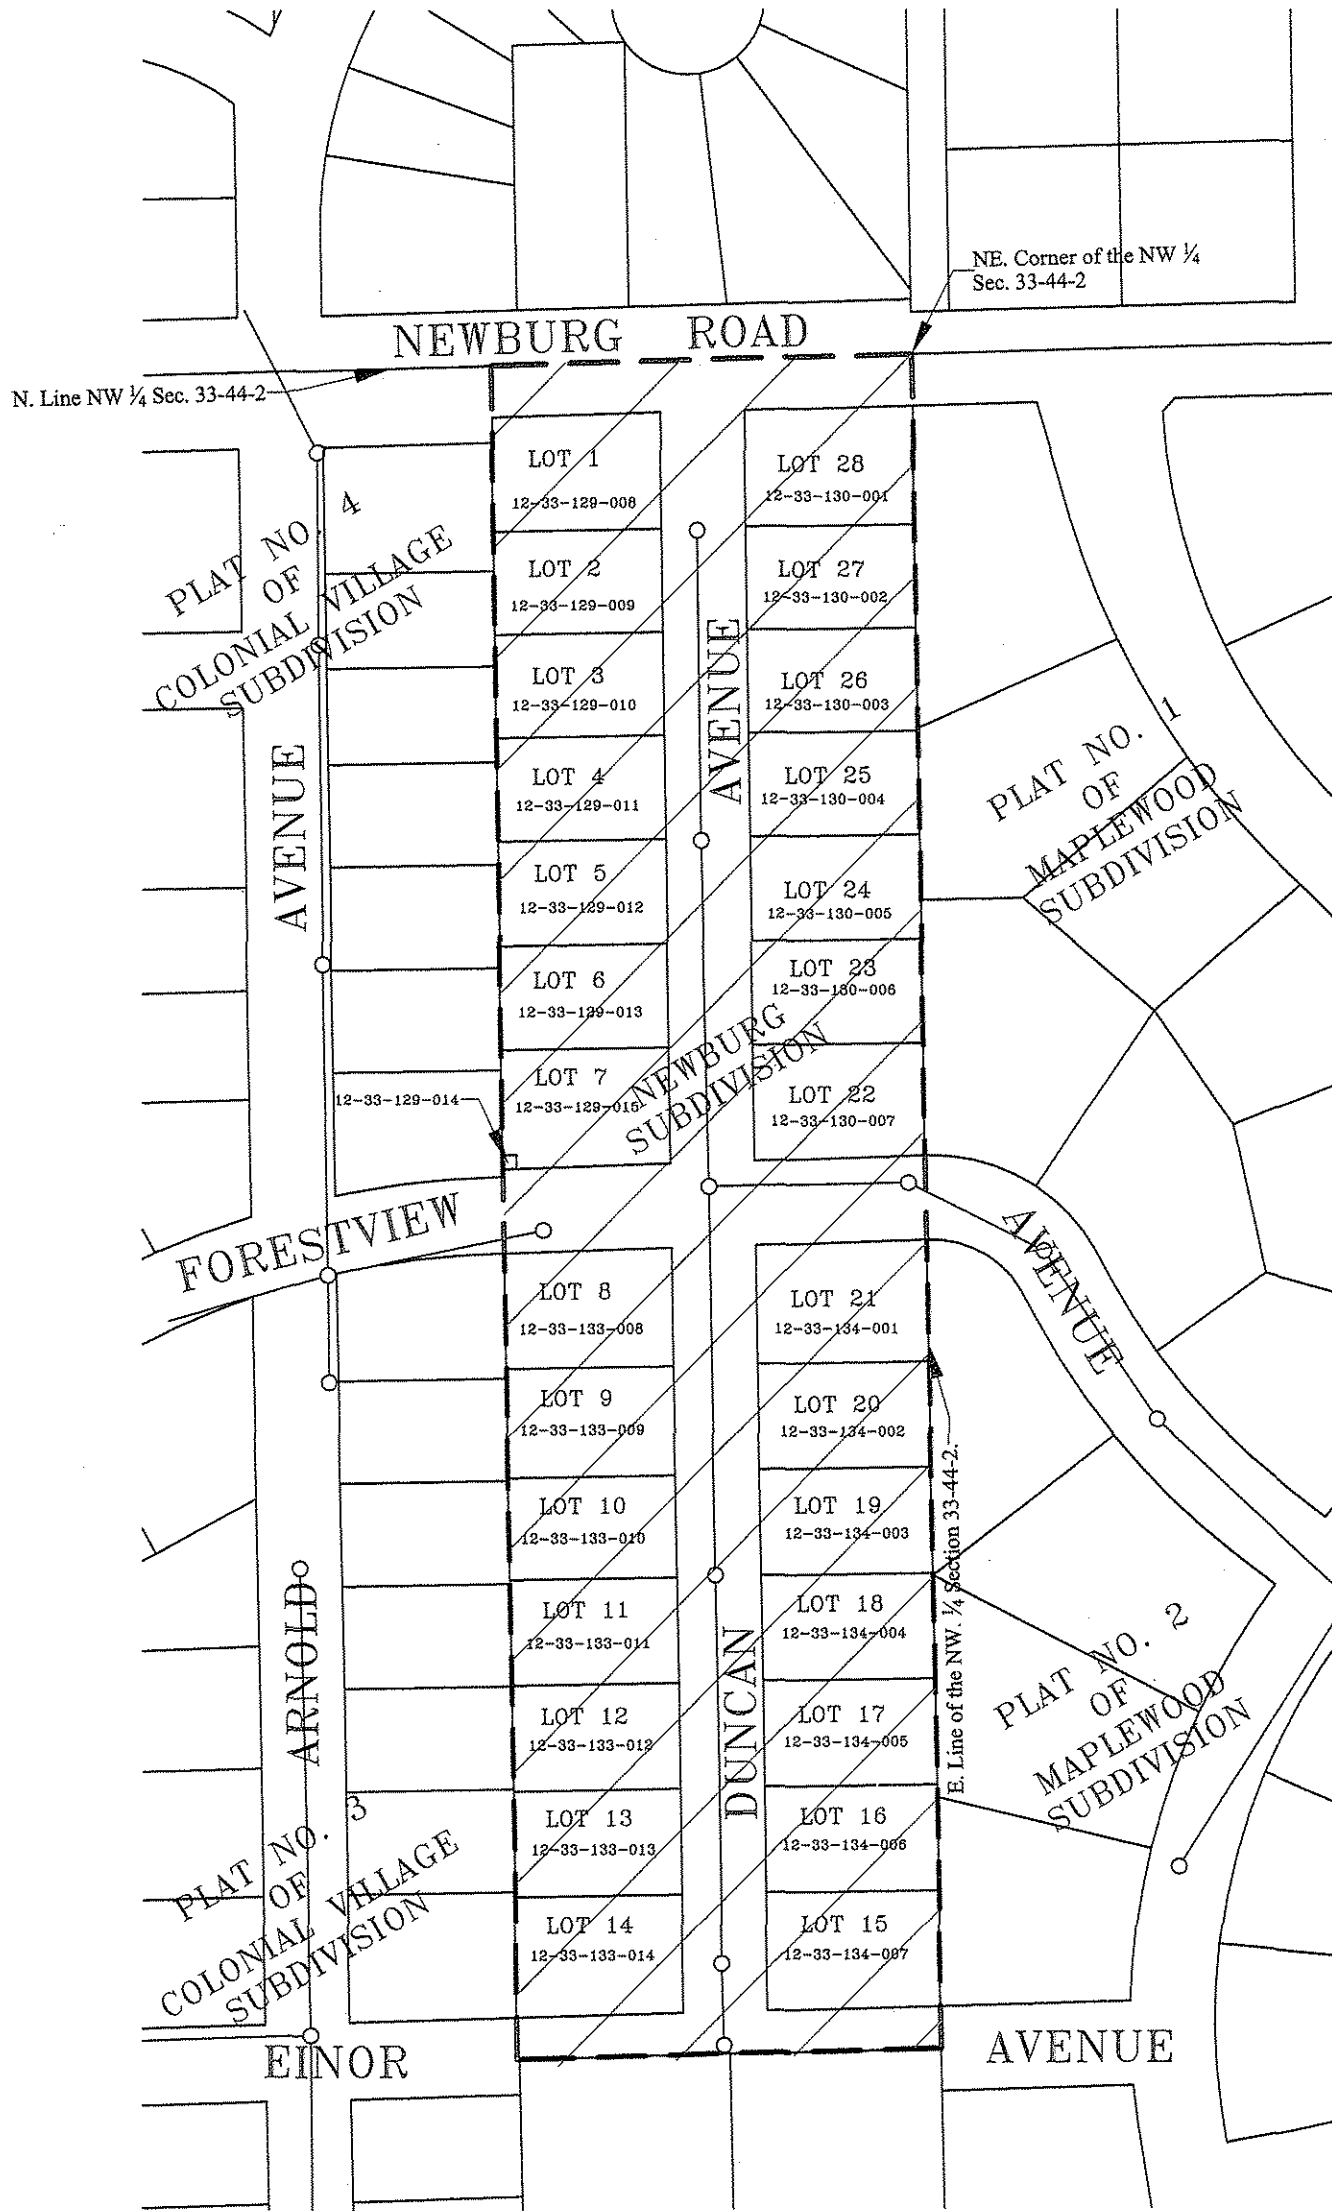 NE. Corner of the NW ¼
Sec. 33-44-2
NEWBURG ROAD
N. Line NW ¼ Sec. 33-44-2
LOT 1
12-33-129-008
LOT 28
12-33-130-001
PLAT NO. 4
OF
COLONIAL VILLAGE
SUBDIVISION
LOT 2
12-33-129-009
LOT 27
12-33-130-002
LOT 3
12-33-129-010
AVENUE
LOT 26
12-33-130-003
PLAT NO. 1
OF
MAPLEWOOD
SUBDIVISION
AVENUE
LOT 4
12-33-129-011
LOT 25
12-33-130-004
LOT 5
12-33-129-012
LOT 24
12-33-130-005
LOT 6
12-33-129-013
LOT 23
12-33-130-006
NEWBURG
SUBDIVISION
12-33-129-014
LOT 7
12-33-129-015
LOT 22
12-33-130-007
FORESTVIEW
AVENUE
LOT 8
12-33-133-008
LOT 21
12-33-134-001
LOT 9
12-33-133-009
LOT 20
12-33-134-002
E. Line of the NW. ¼ Section 33-44-2.
LOT 10
12-33-133-010
LOT 19
12-33-134-003
ARNOLD
LOT 11
12-33-133-011
DUNCAN
LOT 18
12-33-134-004
PLAT NO. 2
OF
MAPLEWOOD
SUBDIVISION
LOT 12
12-33-133-012
LOT 17
12-33-134-005
PLAT NO. 3
OF
COLONIAL VILLAGE
SUBDIVISION
LOT 13
12-33-133-013
LOT 16
12-33-134-006
LOT 14
12-33-133-014
LOT 15
12-33-134-007
EINOR
AVENUE